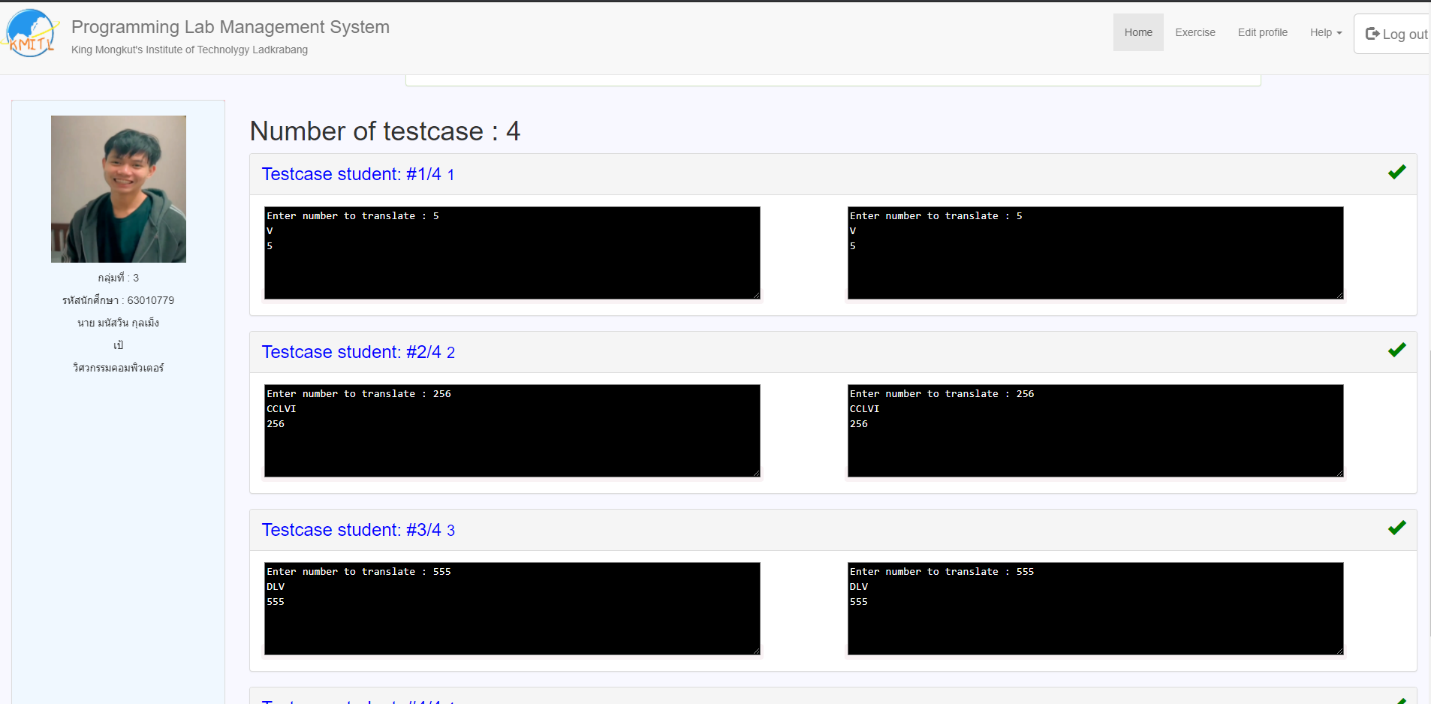 KMITL
Programming Lab Management System
King Mongkut's Institute of Technolygy Ladkrabang
Home
Exercise
Edit profile
Help
Log out
กลุ่มที่ : 3
รหัสนักศึกษา : 63010779
นาย มนัสวิน กุลเม็ง
เป้
วิศวกรรมคอมพิวเตอร์
Number of testcase : 4
Testcase student: #1/4 1
Enter number to translate : 5
V
5
Enter number to translate : 5
V
5
Testcase student: #2/4 2
Enter number to translate : 256
CCLVI
256
Enter number to translate : 256
CCLVI
256
Testcase student: #3/4 3
Enter number to translate : 555
DLV
555
Enter number to translate : 555
DLV
555